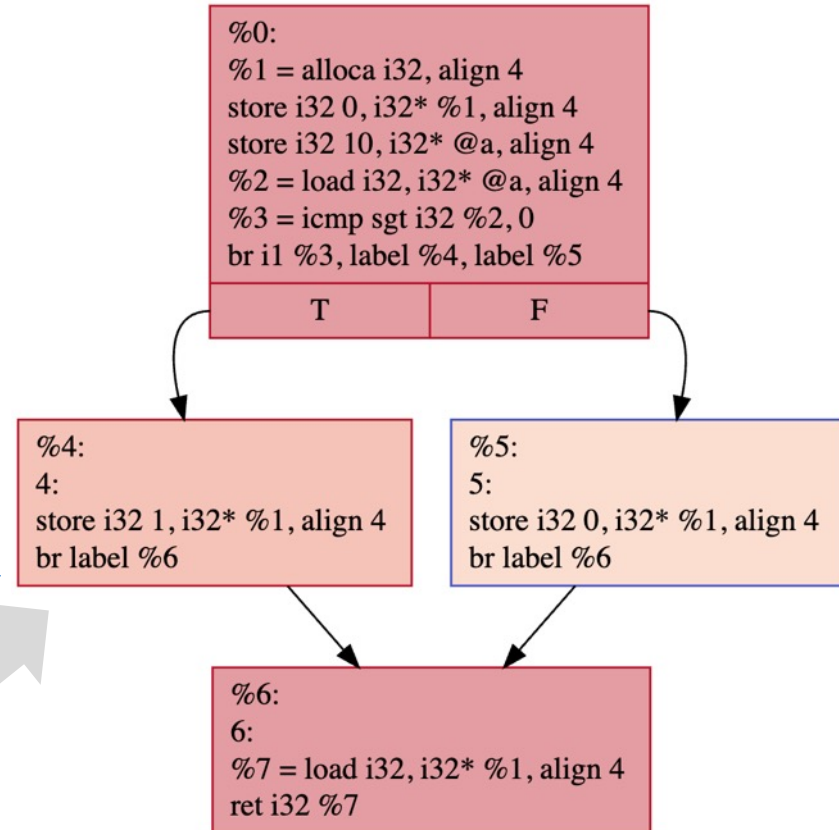 %0:
%1 = alloca i32, align 4
store i32 0, i32* %1, align 4
store i32 10, i32* @a, align 4
%2 = load i32, i32* @a, align 4
%3 = icmp sgt i32 %2, 0
br i1 %3, label %4, label %5
T
F
%4:
4:
store i32 1, i32* %1, align 4
br label %6
%5:
5:
store i32 0, i32* %1, align 4
br label %6
%6:
6:
%7 = load i32, i32* %1, align 4
ret i32 %7